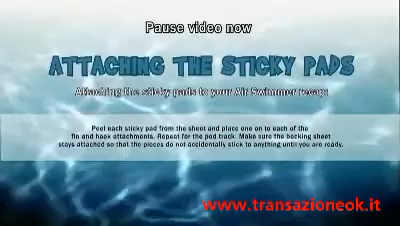 Pause video now
ATTACHING THE STICKY PADS
Attaching the sticky pads to your Air Swimmer recap:
Peel each sticky pad from the sheet and place one on to each of the
fin and hook attachments. Repeat for the pod track. Make sure the backing sheet
stays attached so that the pieces do not accidentally stick to anything until you are ready.
www.transazioneok.it